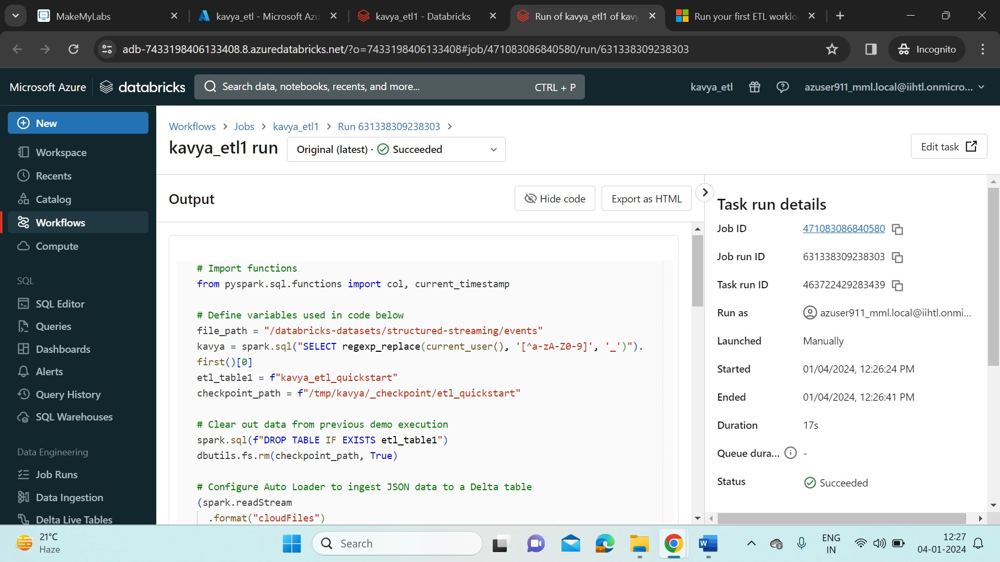 MakeMyLabs
kavya_etl - Microsoft Azu
kavya_etl1 - Databricks
Run of kavya_etl1 of kavy
Run your first ETL worklo
adb-7433198406133408.8.azuredatabricks.net/?o=7433198406133408#job/471083086840580/run/631338309238303
Incognito
Microsoft Azure
databricks
Search data, notebooks, recents, and more...
CTRL + P
kavya_etl
azuser911_mml.local@iihtl.onmicro...
New
Workspace
Recents
Catalog
Workflows
Compute
SQL
SQL Editor
Queries
Dashboards
Alerts
Query History
SQL Warehouses
Data Engineering
Job Runs
Data Ingestion
Delta Live Tables
Workflows > Jobs > kavya_etl1 > Run 631338309238303 >
kavya_etl1 run
Original (latest) · Succeeded
Edit task
Output
Hide code
Export as HTML
# Import functions
from pyspark.sql.functions import col, current_timestamp
# Define variables used in code below
file_path = "/databricks-datasets/structured-streaming/events"
kavya = spark.sql("SELECT regexp_replace(current_user(), '[^a-zA-Z0-9]', '_')").
first()[0]
etl_table1 = f"kavya_etl_quickstart"
checkpoint_path = f"/tmp/kavya/_checkpoint/etl_quickstart"
# Clear out data from previous demo execution
spark.sql(f"DROP TABLE IF EXISTS etl_table1")
dbutils.fs.rm(checkpoint_path, True)
# Configure Auto Loader to ingest JSON data to a Delta table
(spark.readStream
.format("cloudFiles")
Task run details
Job ID 471083086840580
Job run ID 631338309238303
Task run ID 463722429283439
Run as azuser911_mml.local@iihtl.onmi...
Launched Manually
Started 01/04/2024, 12:26:24 PM
Ended 01/04/2024, 12:26:41 PM
Duration 17s
Queue dura... -
Status Succeeded
21°C
Haze
Search
ENG
IN
12:27
04-01-2024